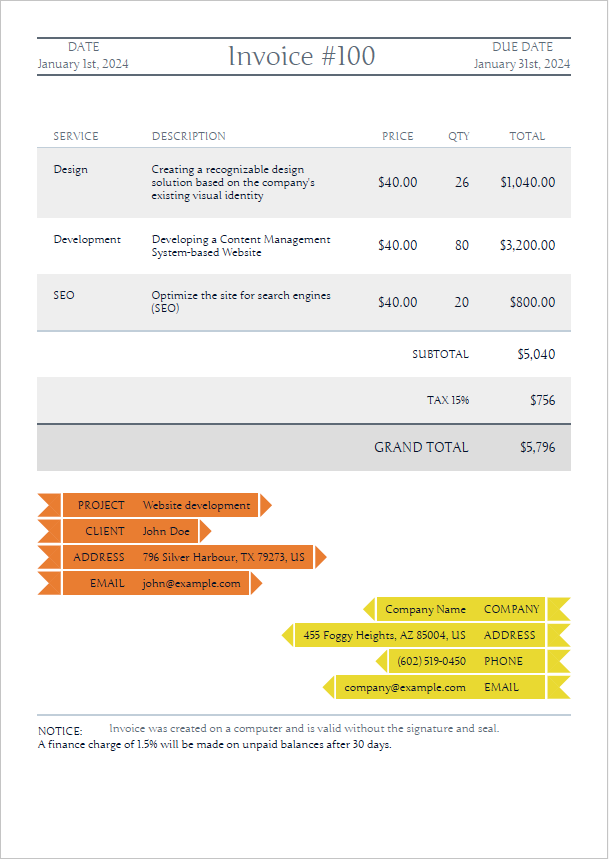 DATE
January 1st, 2024
Invoice #100
DUE DATE
January 31st, 2024
SERVICE DESCRIPTION PRICE QTY TOTAL
Design Creating a recognizable design
solution based on the company's
existing visual identity
$40.00 26 $1,040.00
Development Developing a Content Management
System-based Website
$40.00 80 $3,200.00
SEO Optimize the site for search engines
(SEO)
$40.00 20 $800.00
SUBTOTAL $5,040
TAX 15% $756
GRAND TOTAL $5,796
PROJECT Website development
CLIENT John Doe
ADDRESS 796 Silver Harbour, TX 79273, US
EMAIL john@example.com
Company Name COMPANY
455 Foggy Heights, AZ 85004, US ADDRESS
(602) 519-0450 PHONE
company@example.com EMAIL
NOTICE: Invoice was created on a computer and is valid without the signature and seal.
A finance charge of 1.5% will be made on unpaid balances after 30 days.